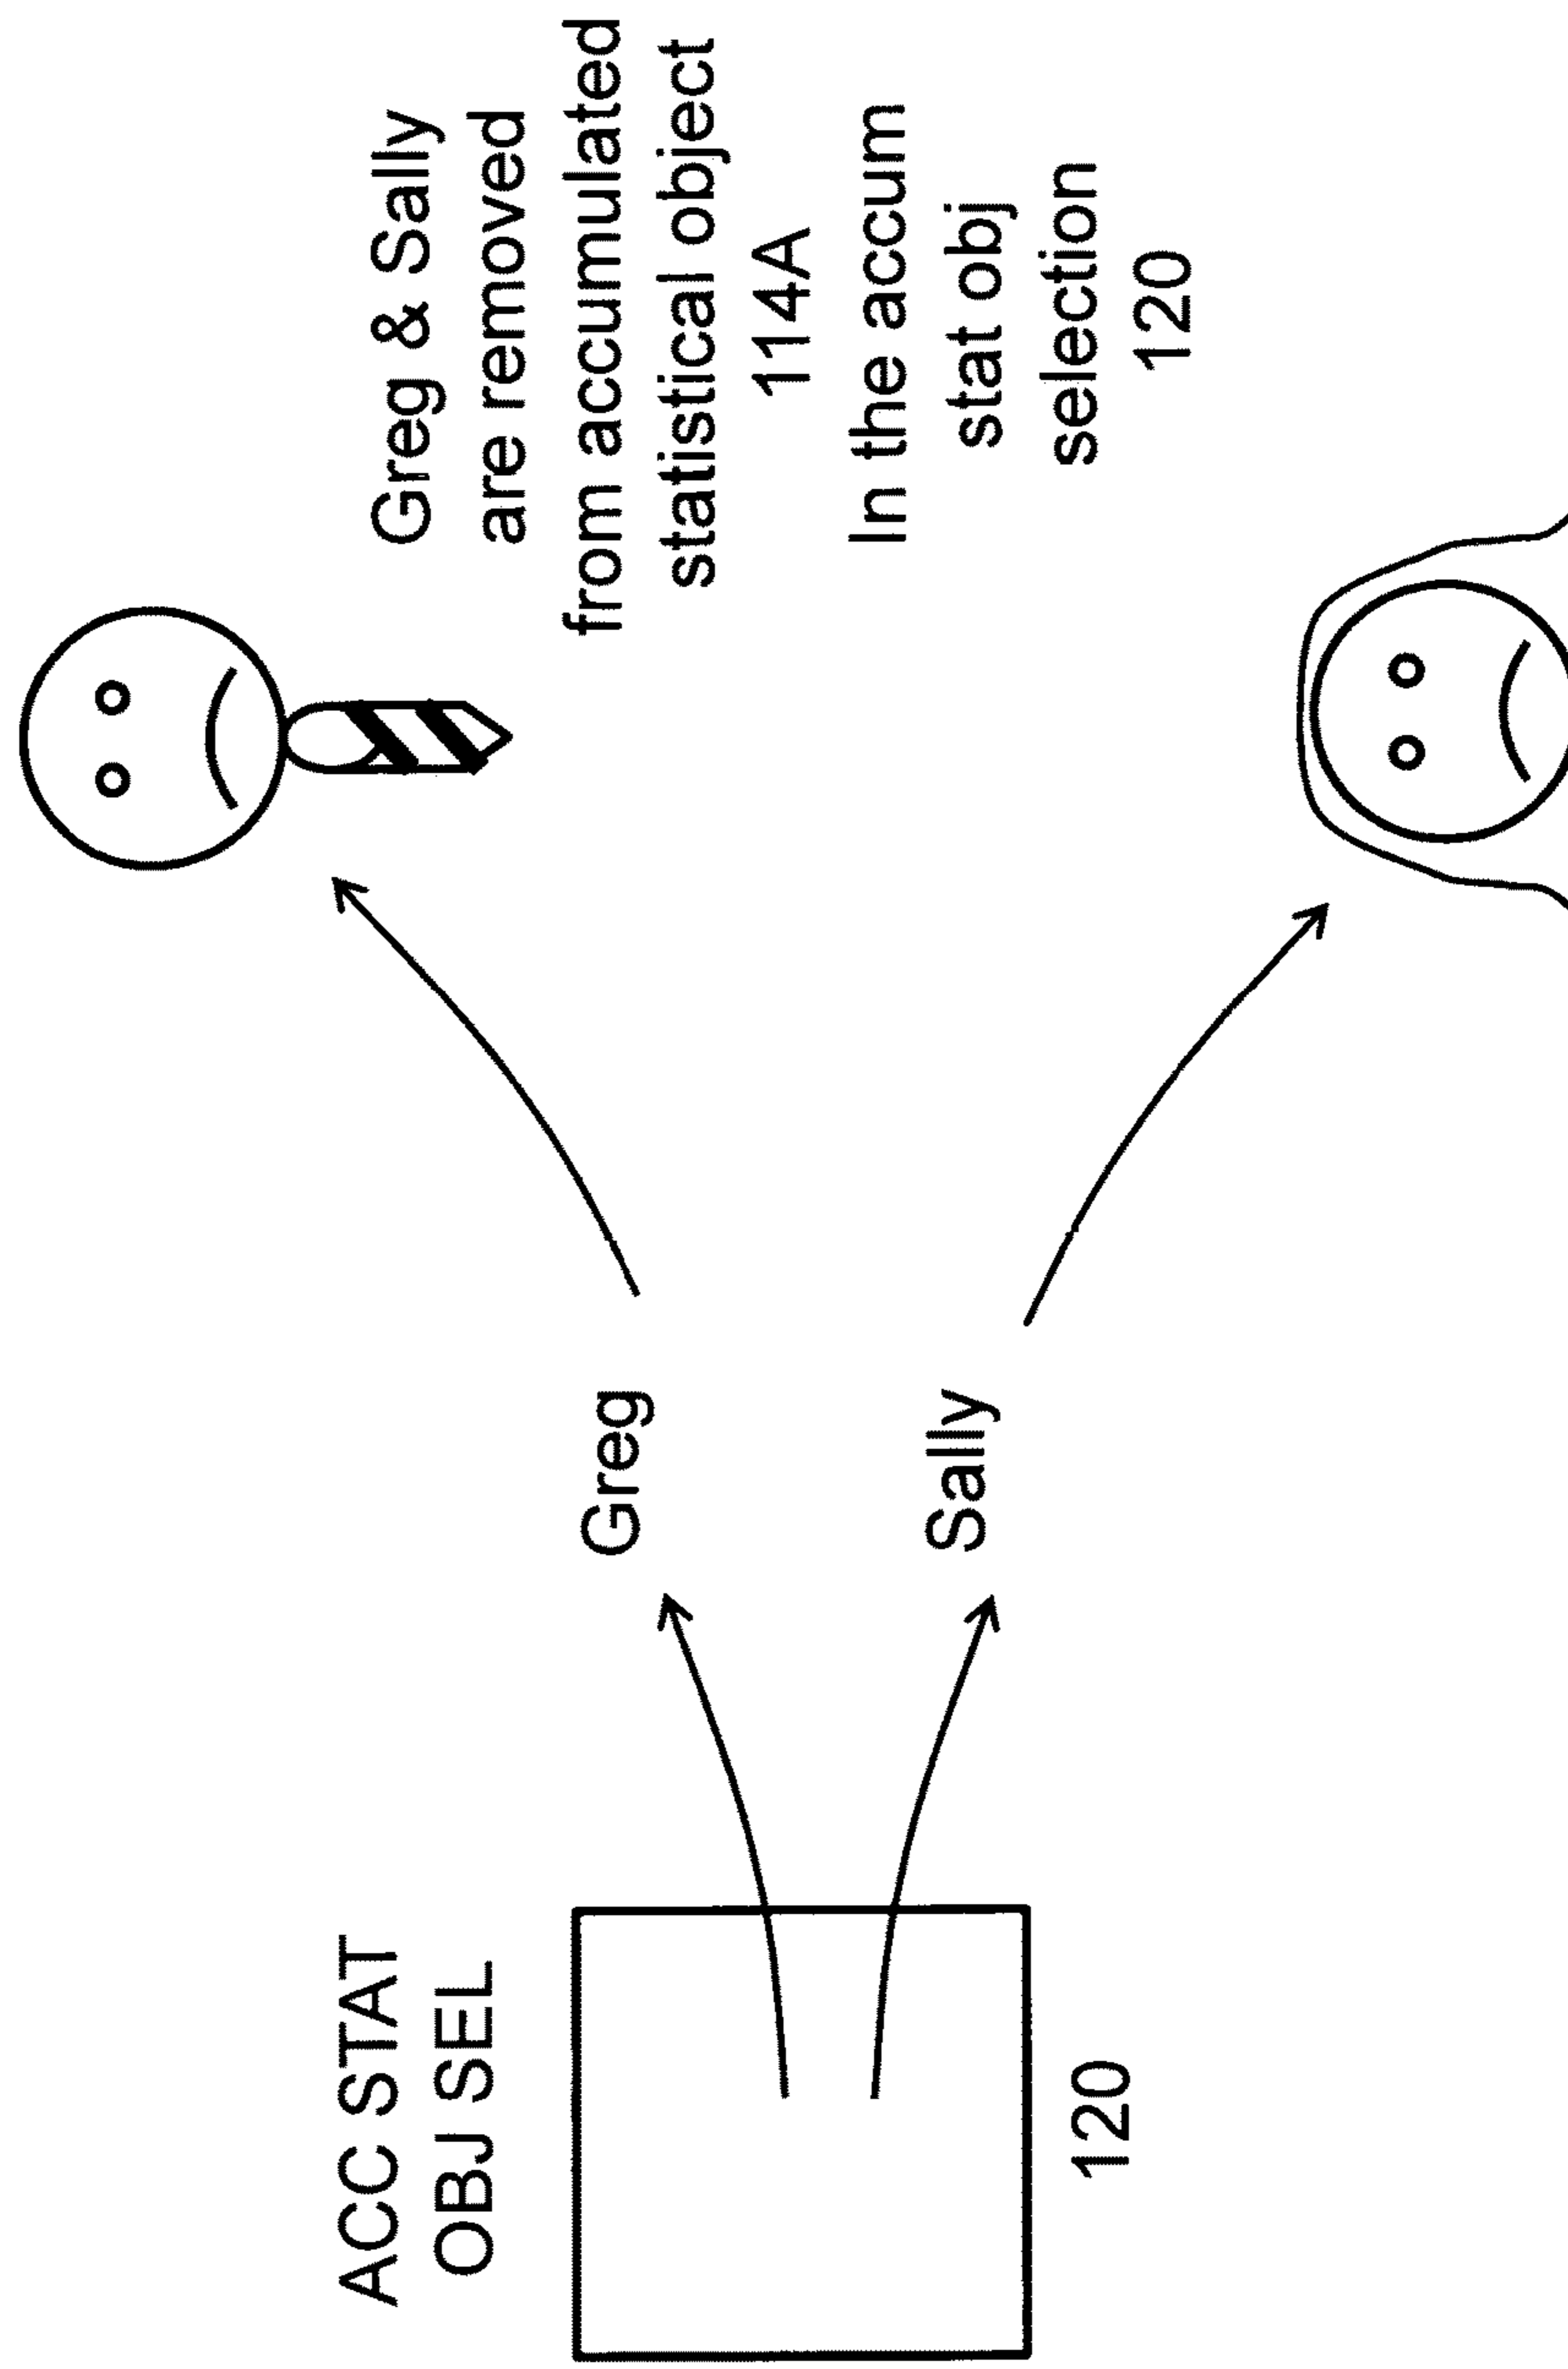 ACC STAT
OBJ SEL
120
Greg
Sally
Greg & Sally
are removed
from accumulated
statistical object
114A
In the accum
stat obj
selection
120